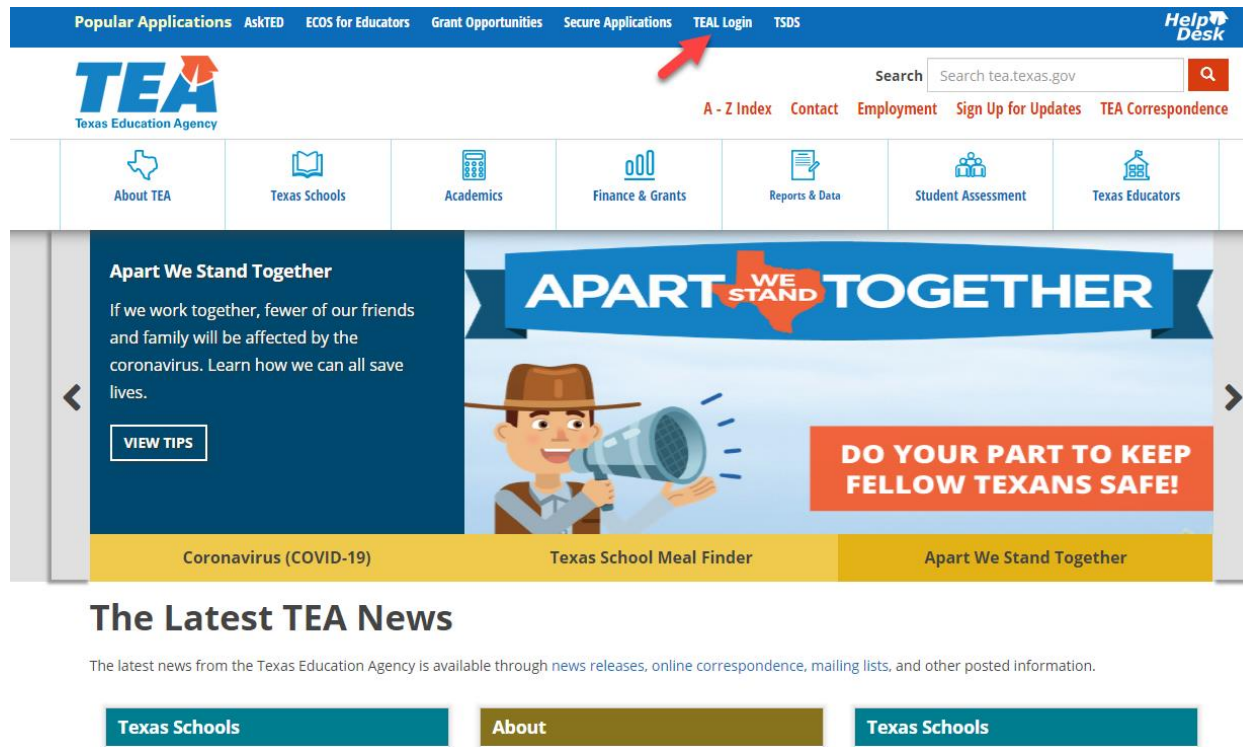 Popular Applications AskTED ECOS for Educators Grant Opportunities Secure Applications TEAL Login TSDS Help Desk
TEA
Texas Education Agency
Search Search tea.texas.gov
A - Z Index Contact Employment Sign Up for Updates TEA Correspondence
About TEA Texas Schools Academics Finance & Grants Reports & Data Student Assessment Texas Educators
Apart We Stand Together
If we work together, fewer of our friends
and family will be affected by the
coronavirus. Learn how we can all save
lives.
VIEW TIPS
APART WE STAND TOGETHER
DO YOUR PART TO KEEP
FELLOW TEXANS SAFE!
Coronavirus (COVID-19) Texas School Meal Finder Apart We Stand Together
The Latest TEA News
The latest news from the Texas Education Agency is available through news releases, online correspondence, mailing lists, and other posted information.
Texas Schools About Texas Schools